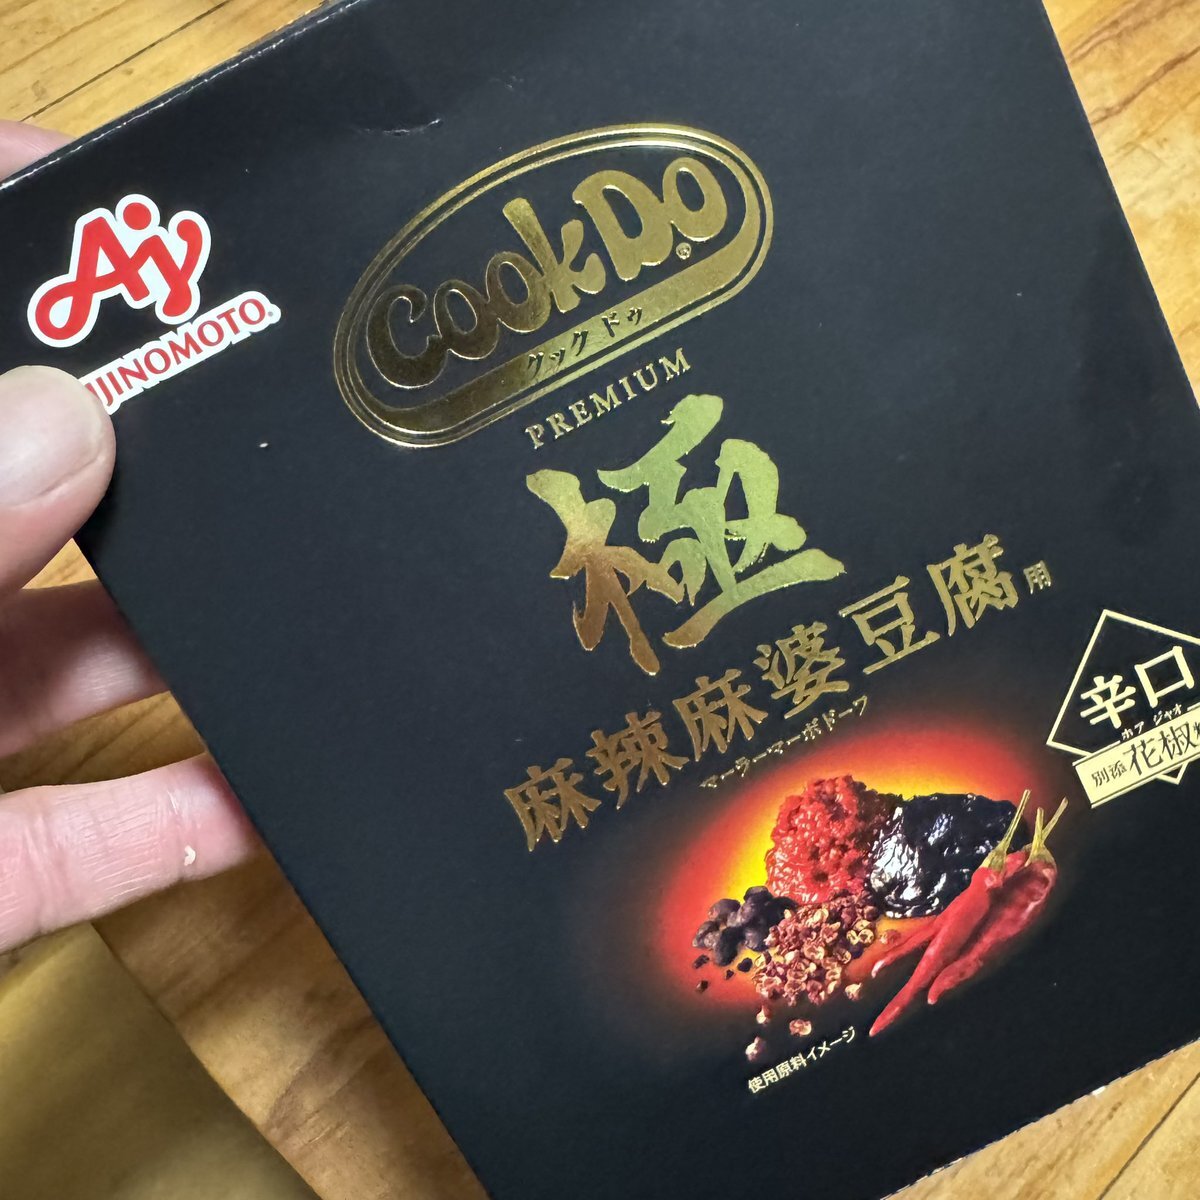 Aj
AJINOMOTO®
CookDo®
クック ドゥ
PREMIUM
極
麻辣麻婆豆腐用
マーラーマーボドーフ
辛口
ホア ジャオ
別添 花椒
使用原料イメージ